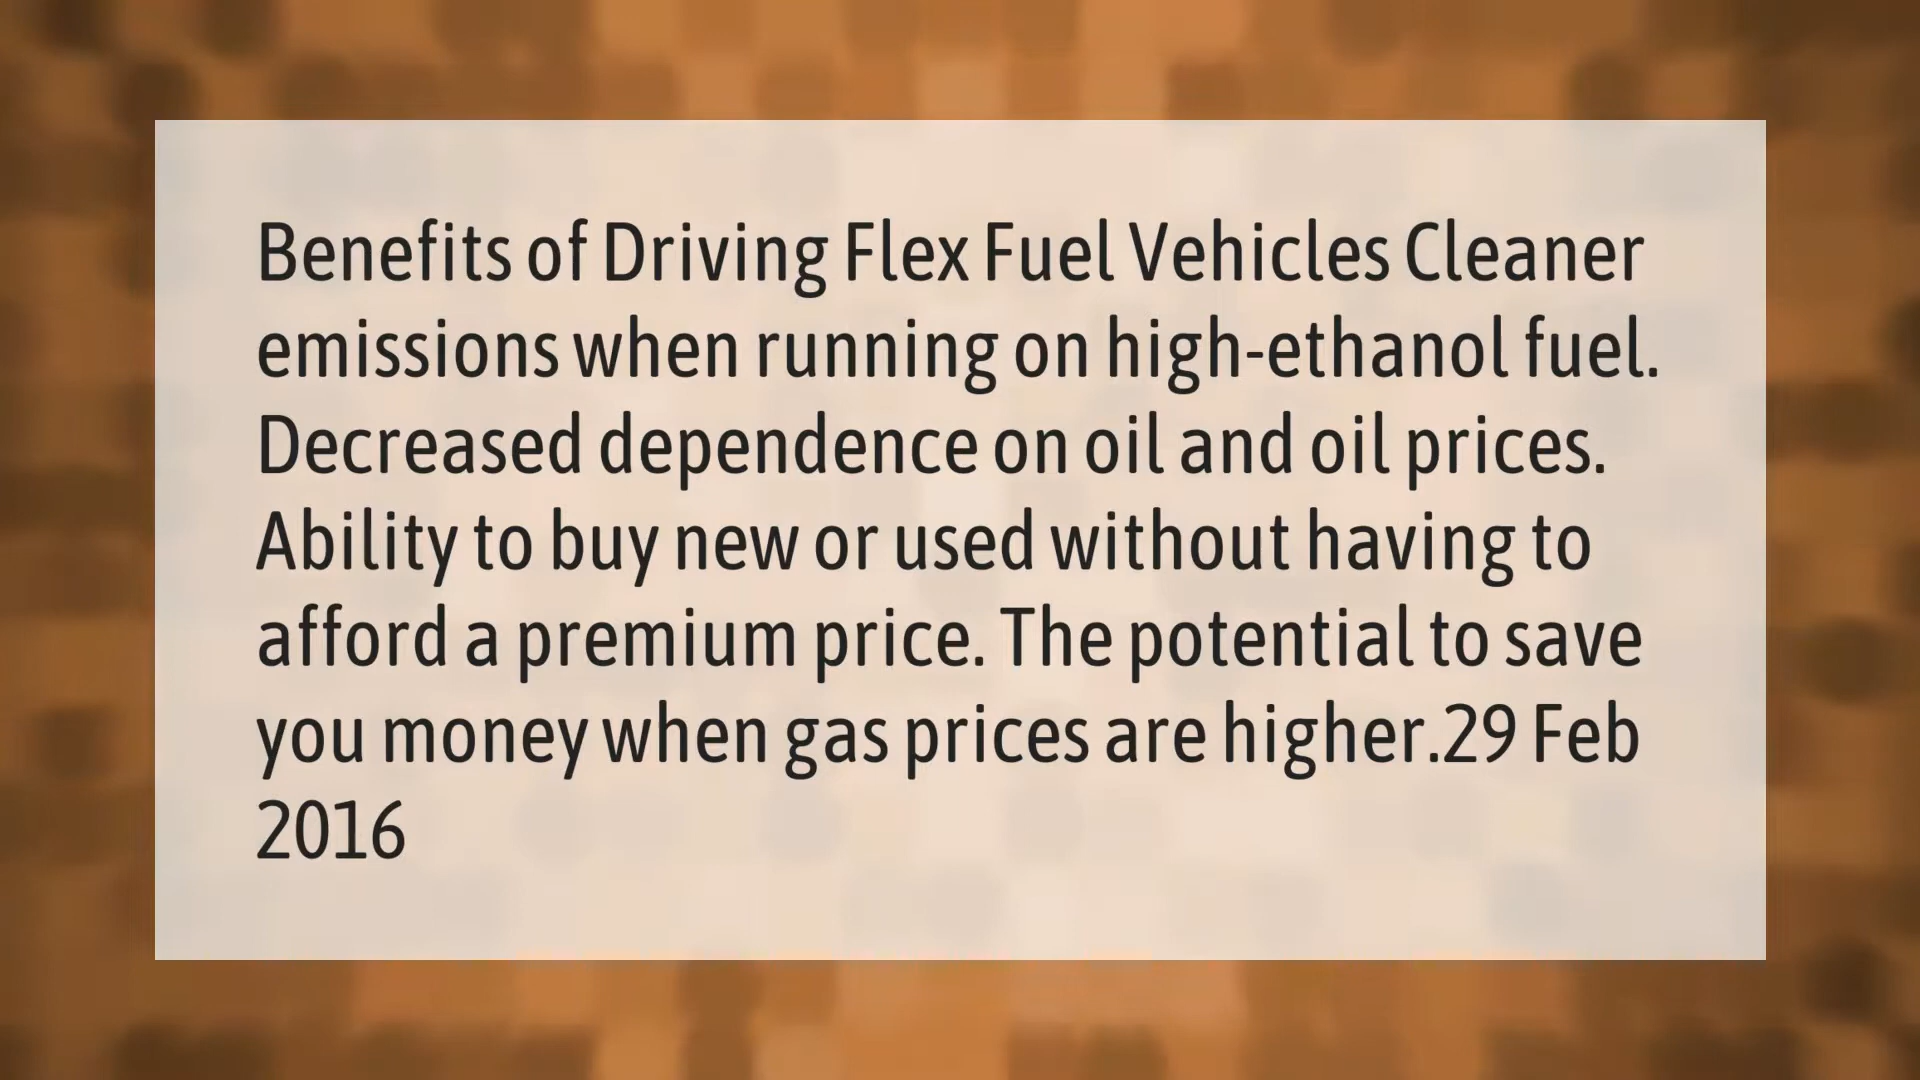 Benefits of Driving Flex Fuel Vehicles Cleaner
emissions when running on high-ethanol fuel.
Decreased dependence on oil and oil prices.
Ability to buy new or used without having to
afford a premium price. The potential to save
you money when gas prices are higher.29 Feb
2016